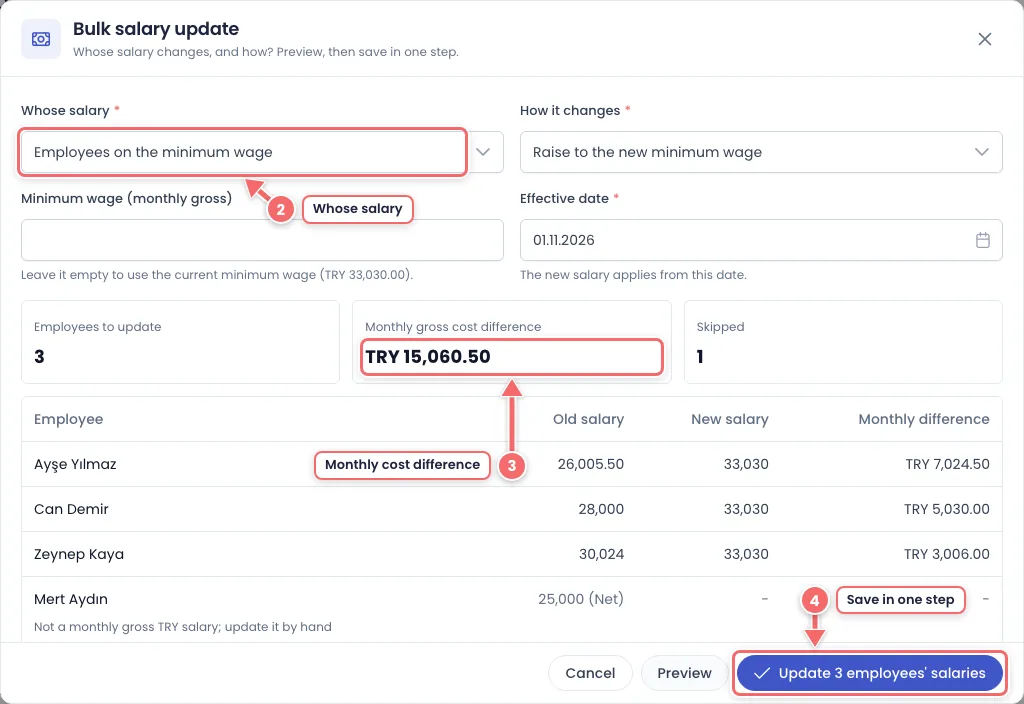 Bulk salary update
Whose salary changes, and how? Preview, then save in one step.
Whose salary *
How it changes *
Employees on the minimum wage
Raise to the new minimum wage
Minimum wage (monthly gross)
2
Whose salary
Effective date *
01.11.2026
Leave it empty to use the current minimum wage (TRY 33,030.00).
The new salary applies from this date.
Employees to update
3
Monthly gross cost difference
TRY 15,060.50
Skipped
1
Employee Old salary New salary Monthly difference
Ayşe Yılmaz 26,005.50 33,030 TRY 7,024.50
Monthly cost difference
3
Can Demir 28,000 33,030 TRY 5,030.00
Zeynep Kaya 30,024 33,030 TRY 3,006.00
Mert Aydın 25,000 (Net) – –
4
Save in one step
Not a monthly gross TRY salary; update it by hand
Cancel
Preview
Update 3 employees' salaries